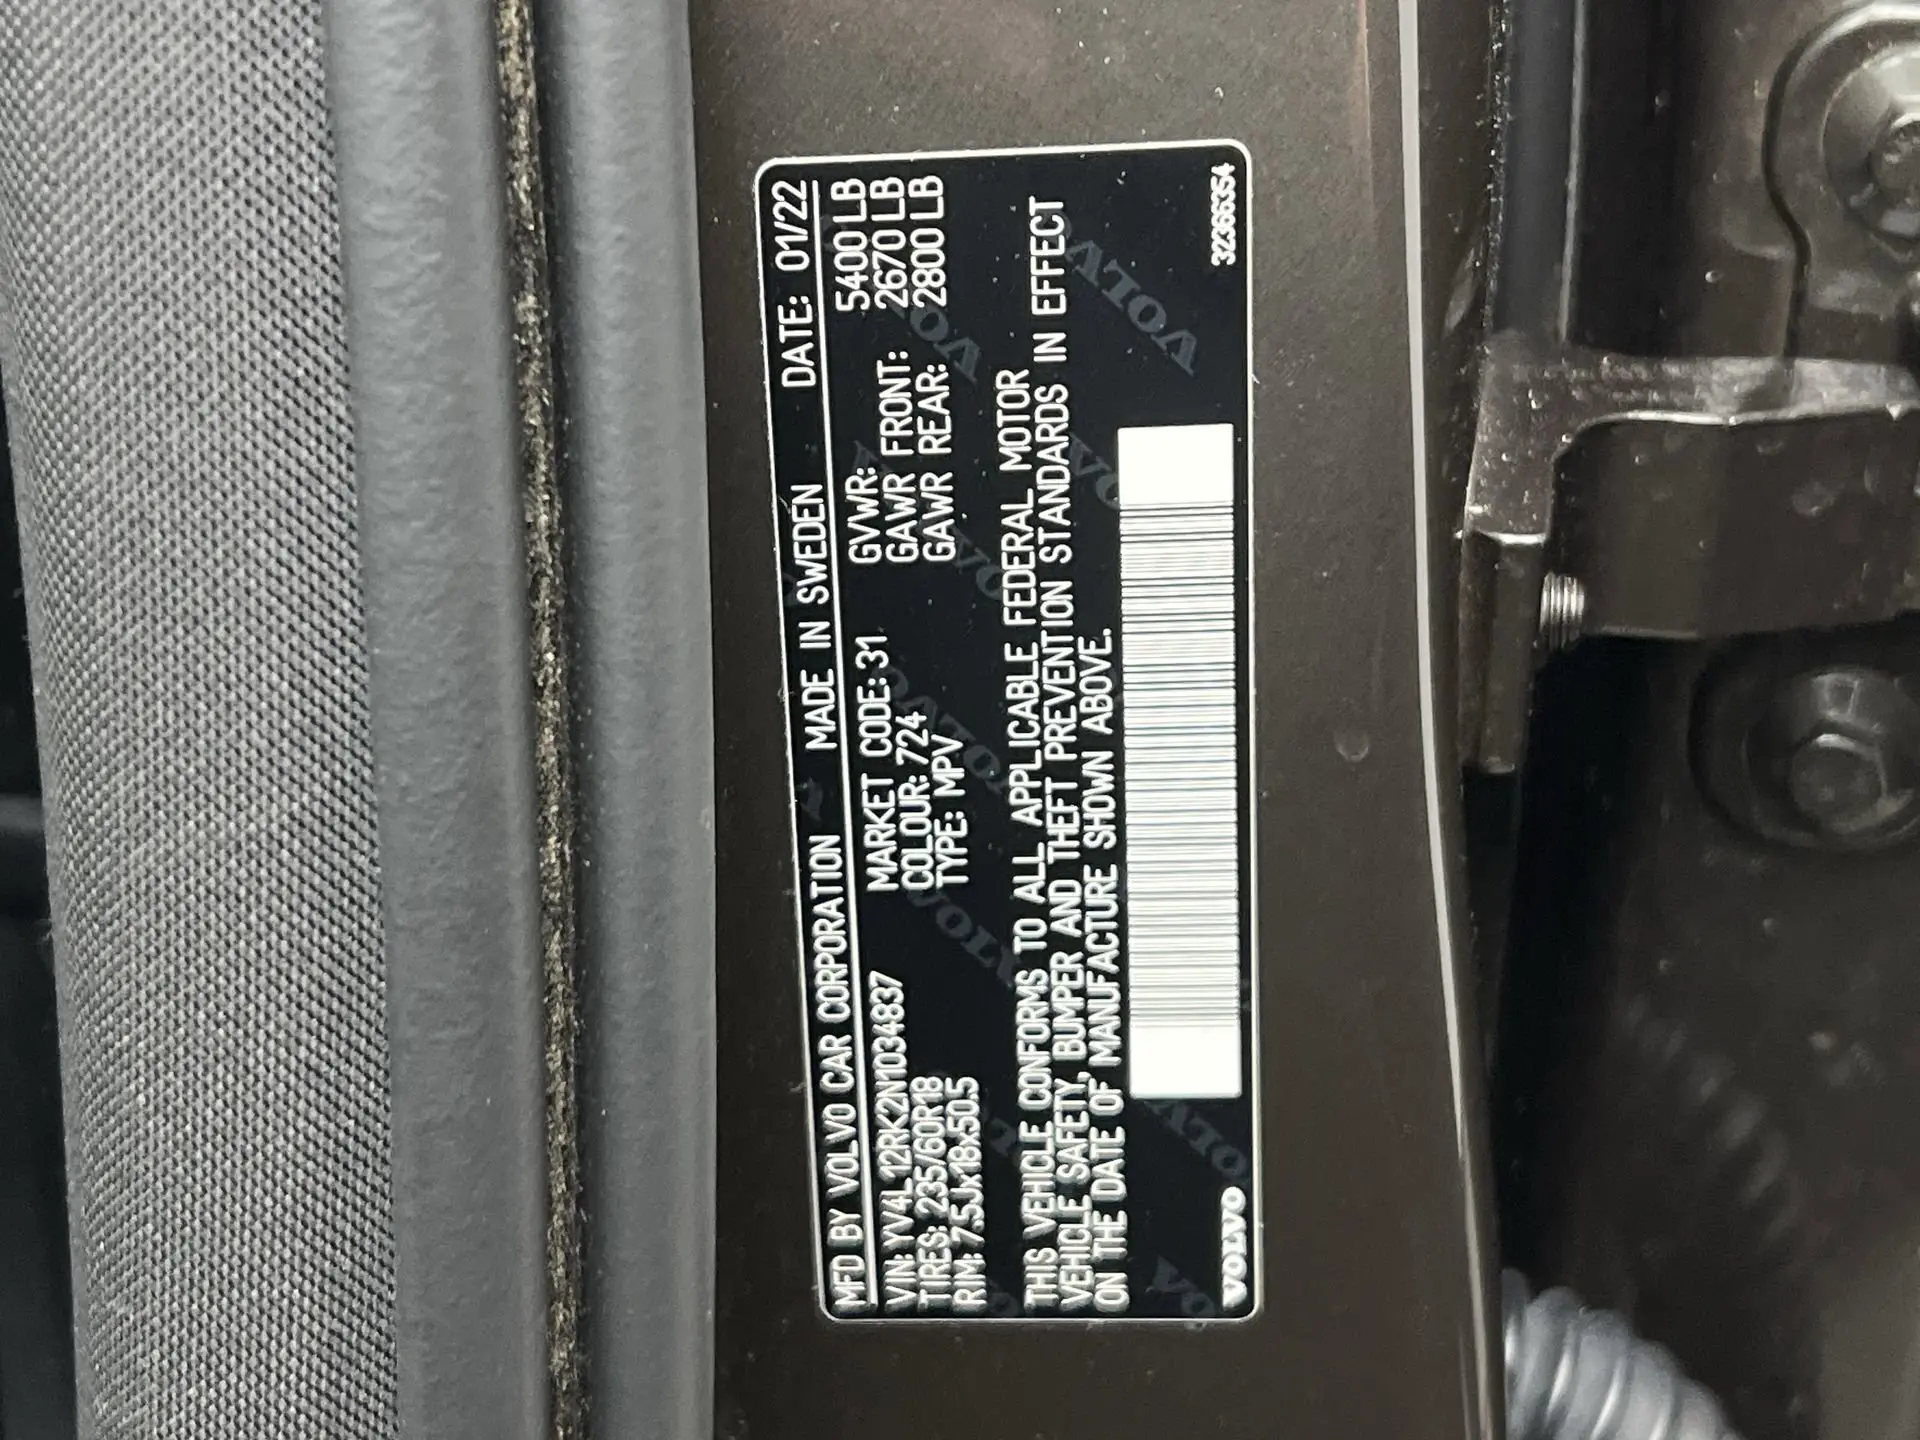 MFD BY VOLVO CAR CORPORATION MADE IN SWEDEN DATE: 01/22
VIN: YV4L12RK2N1034837 MARKET CODE: 31 GVWR: 5400 LB
TIRES: 235/60R18 COLOUR: 724 GAWR FRONT: 2670 LB
RIM: 7.5Jx18x50.5 TYPE: MPV GAWR REAR: 2800 LB
THIS VEHICLE CONFORMS TO ALL APPLICABLE FEDERAL MOTOR
VEHICLE SAFETY, BUMPER AND THEFT PREVENTION STANDARDS IN EFFECT
ON THE DATE OF MANUFACTURE SHOWN ABOVE.
VOLVO 32366354